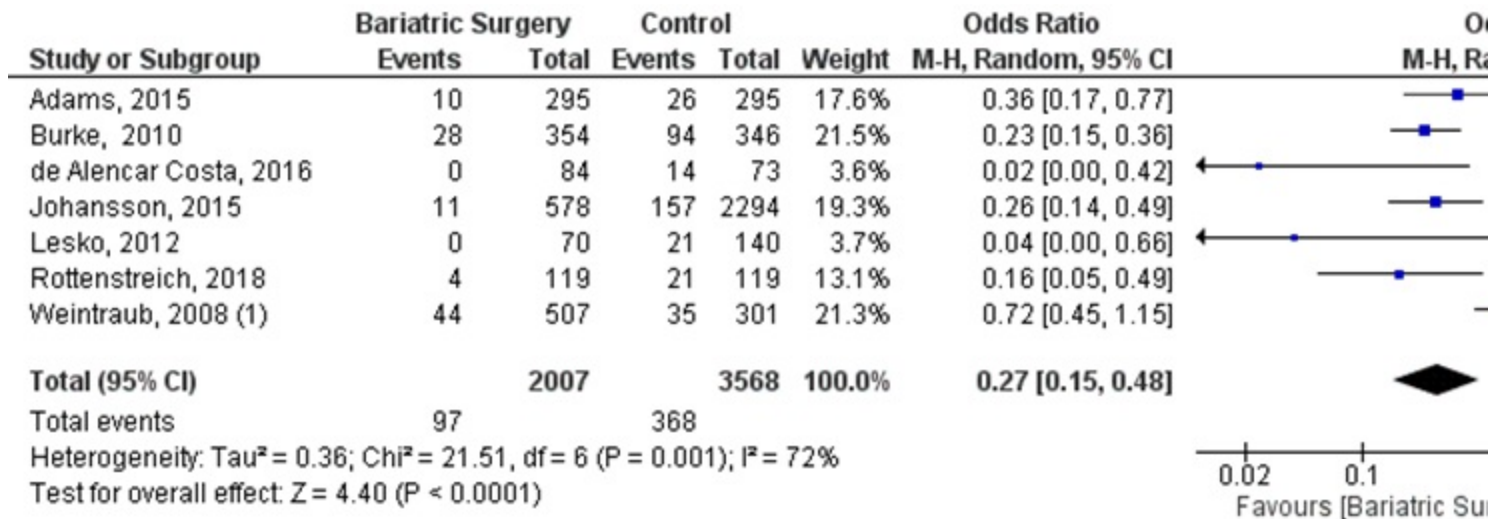 Bariatric Surgery Control Odds Ratio
Study or Subgroup Events Total Events Total Weight M-H, Random, 95% CI
Adams, 2015 10 295 26 295 17.6% 0.36 [0.17, 0.77]
Burke, 2010 28 354 94 346 21.5% 0.23 [0.15, 0.36]
de Alencar Costa, 2016 0 84 14 73 3.6% 0.02 [0.00, 0.42]
Johansson, 2015 11 578 157 2294 19.3% 0.26 [0.14, 0.49]
Lesko, 2012 0 70 21 140 3.7% 0.04 [0.00, 0.66]
Rottenstreich, 2018 4 119 21 119 13.1% 0.16 [0.05, 0.49]
Weintraub, 2008 (1) 44 507 35 301 21.3% 0.72 [0.45, 1.15]
Total (95% CI) 2007 3568 100.0% 0.27 [0.15, 0.48]
Total events 97 368
Heterogeneity: Tau² = 0.36; Chi² = 21.51, df = 6 (P = 0.001); I² = 72%
Test for overall effect: Z = 4.40 (P < 0.0001)
0.02 0.1
Favours [Bariatric